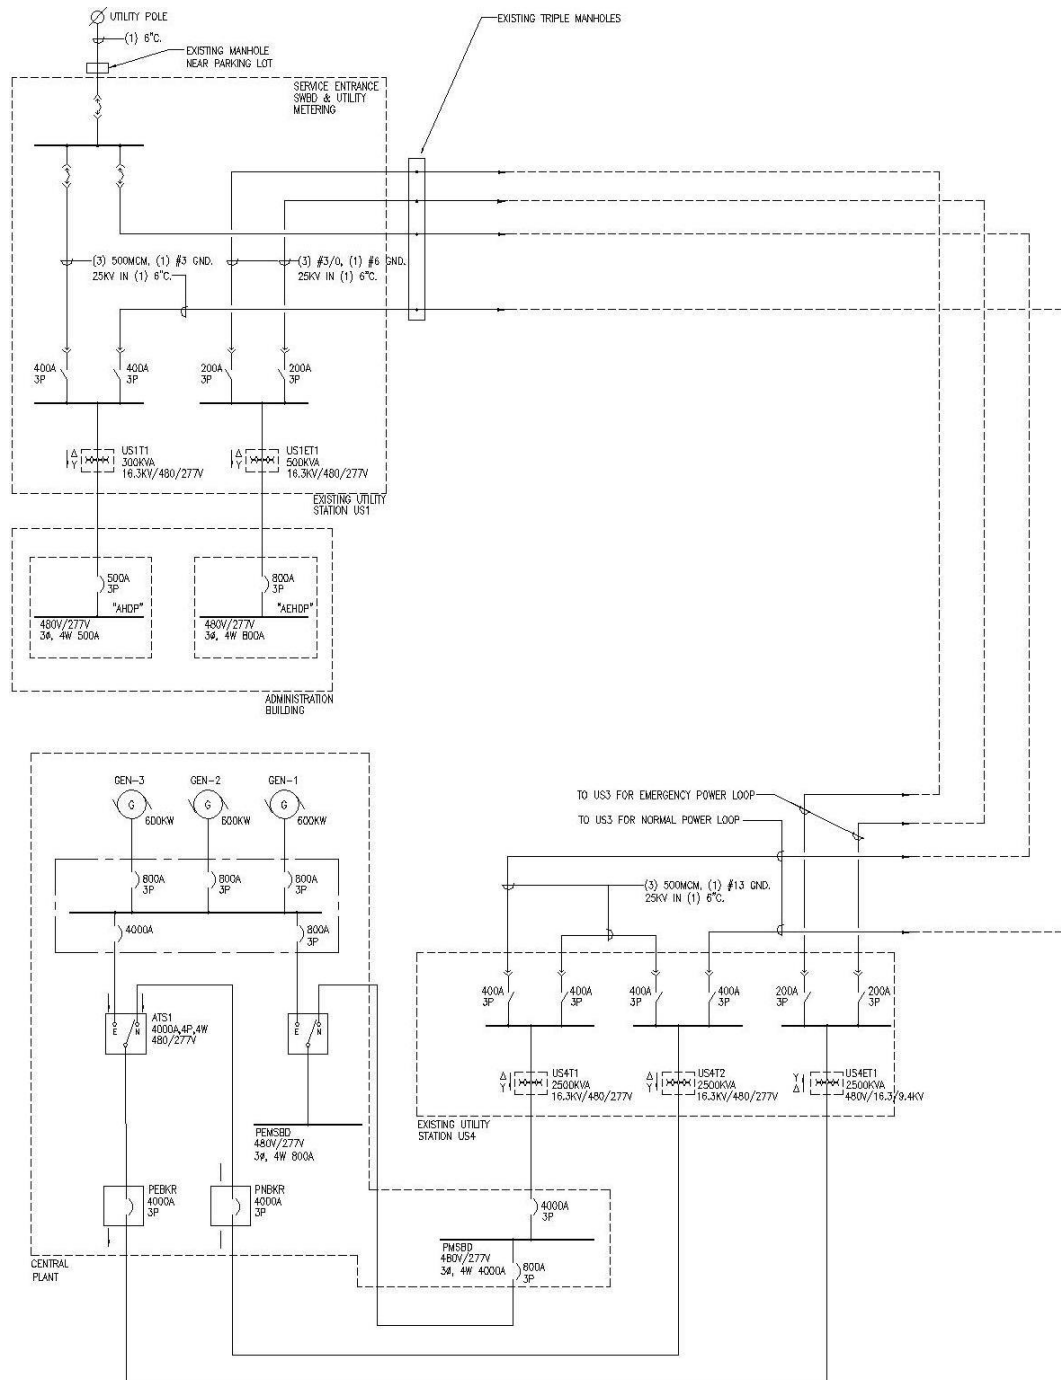 UTILITY POLE
(1) 6"C.
EXISTING MANHOLE
NEAR PARKING LOT
EXISTING TRIPLE MANHOLES
SERVICE ENTRANCE
SWBD & UTILITY
METERING
(3) 500MCM, (1) #3 GND.
25KV IN (1) 6"C.
(3) #3/0, (1) #6 GND.
25KV IN (1) 6"C.
400A
3P
400A
3P
200A
3P
200A
3P
Δ
Y
US1T1
300KVA
16.3KV/480/277V
Δ
Y
US1ET1
500KVA
16.3KV/480/277V
EXISTING UTILITY
STATION US1
500A
3P
"AHDP"
480V/277V
3ø, 4W 500A
800A
3P
"AEHDP"
480V/277V
3ø, 4W 800A
ADMINISTRATION
BUILDING
GEN-3
G
600KW
GEN-2
G
600KW
GEN-1
G
600KW
800A
3P
800A
3P
800A
3P
4000A
800A
3P
TO US3 FOR EMERGENCY POWER LOOP
TO US3 FOR NORMAL POWER LOOP
(3) 500MCM, (1) #13 GND.
25KV IN (1) 6"C.
400A
3P
400A
3P
400A
3P
400A
3P
200A
3P
200A
3P
E
N
ATS1
4000A,4P,4W
480/277V
E
N
Δ
Y
US4T1
2500KVA
16.3KV/480/277V
Δ
Y
US4T2
2500KVA
16.3KV/480/277V
Y
Δ
US4ET1
2500KVA
480V/16.3/9.4KV
EXISTING UTILITY
STATION US4
PEMSBD
480V/277V
3ø, 4W 800A
PEBKR
4000A
3P
PNBKR
4000A
3P
4000A
3P
PMSBD
480V/277V
3ø, 4W 4000A
800A
3P
CENTRAL
PLANT